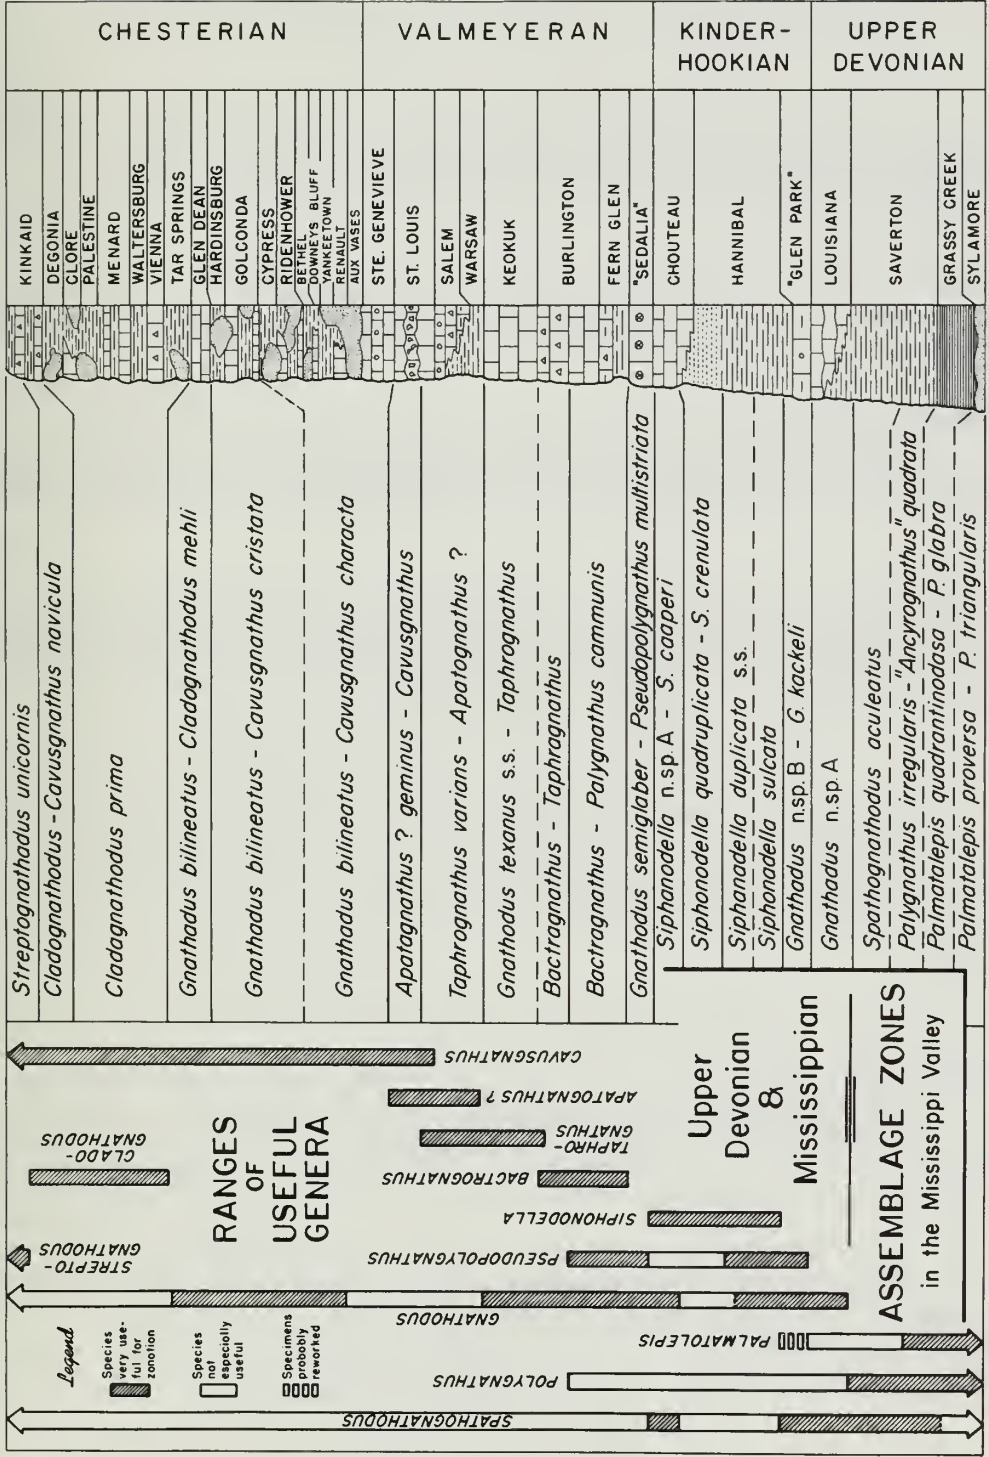 CHESTERIAN
VALMEYERAN
KINDER-
HOOKIAN
UPPER
DEVONIAN
KINKAID
DEGONIA
CLORE
PALESTINE
MENARD
WALTERSBURG
VIENNA
TAR SPRINGS
GLEN DEAN
HARDINSBURG
GOLCONDA
CYPRESS
RIDENHOWER
BETHEL
DOWNEYS BLUFF
YANKEETOWN
RENAULT
AUX VASES
STE. GENEVIEVE
ST. LOUIS
SALEM
WARSAW
KEOKUK
BURLINGTON
FERN GLEN
"SEDALIA"
CHOUTEAU
HANNIBAL
"GLEN PARK"
LOUISIANA
SAVERTON
GRASSY CREEK
SYLAMORE
Streptognathodus unicornis
Cladognathodus - Cavusgnathus navicula
Cladognathodus prima
Gnathodus bilineatus - Cladognathodus mehli
Gnathodus bilineatus - Cavusgnathus cristata
Gnathodus bilineatus - Cavusgnathus characta
Apatognathus ? geminus - Cavusgnathus
Taphrognathus varians - Apatognathus ?
Gnathodus texanus s.s. - Taphrognathus
Bactrognathus - Taphrognathus
Bactrognathus - Polygnathus communis
Gnathodus semiglaber - Pseudopolygnathus multistriata
Siphonodella n.sp. A - S. cooperi
Siphonodella quadruplicata - S. crenulata
Siphonodella duplicata s.s.
Siphonodella sulcata
Gnathodus n.sp. B - G. kockeli
Gnathodus n.sp. A
Spathognathodus aculeatus
Polygnathus irregularis - "Ancyrognathus" quadrata
Palmatolepis quadrantinodosa - P. glabra
Palmatolepis proversa - P. triangularis
CAVUSGNATHUS
APATOGNATHUS ?
TAPHRO-
GNATHUS
CLADO-
GNATHODUS
BACTROGNATHUS
SIPHONODELLA
STREPTO-
GNATHODUS
PSEUDOPOLYGNATHUS
GNATHODUS
PALMATOLEPIS
POLYGNATHUS
SPATHOGNATHODUS
RANGES
OF
USEFUL
GENERA
Legend
Species
very use-
ful for
zonation
Species
not
especially
useful
Specimens
probably
reworked
Upper
Devonian
&
Mississippian
ASSEMBLAGE ZONES
in the Mississippi Valley